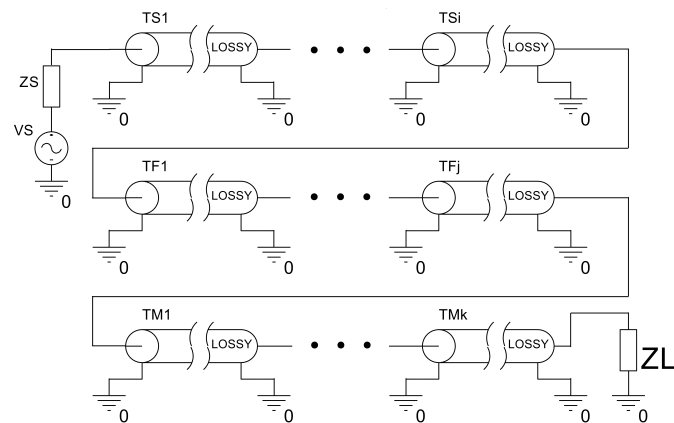 TS1 TSi
LOSSY LOSSY
ZS
0 0 0 0
VS
0
TF1 TFj
LOSSY LOSSY
0 0 0 0
TM1 TMk
LOSSY LOSSY
ZL
0 0 0 0 0